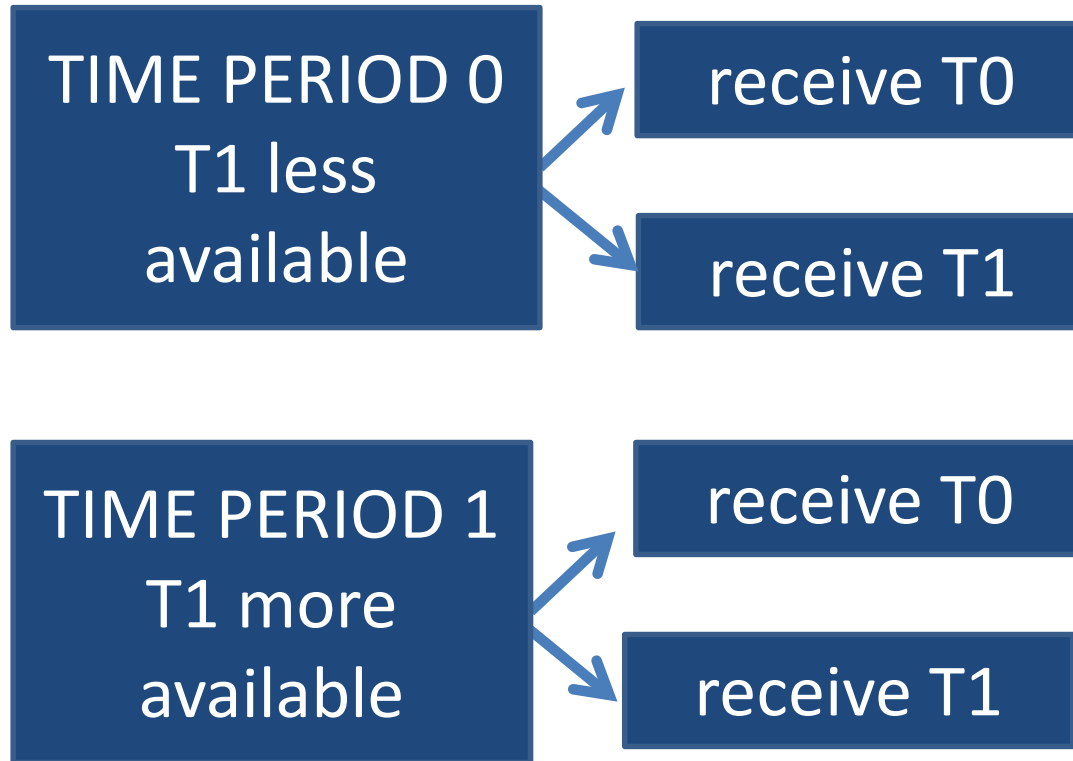 TIME PERIOD 0
T1 less
available
receive T0
receive T1
TIME PERIOD 1
T1 more
available
receive T0
receive T1